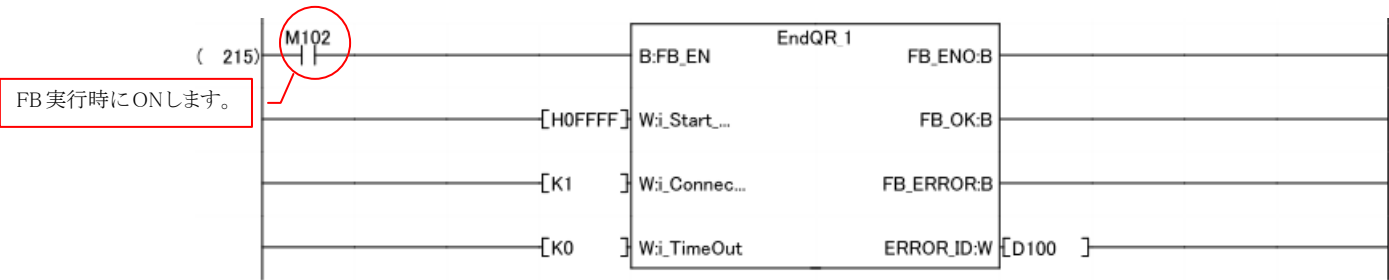 M102
EndQR_1
( 215)
B:FB_EN
FB_ENO:B
FB実行時にONします。
[H0FFFF] W:i_Start_...
FB_OK:B
[K1 ] W:i_Connec...
FB_ERROR:B
[K0 ] W:i_TimeOut
ERROR_ID:W [D100 ]